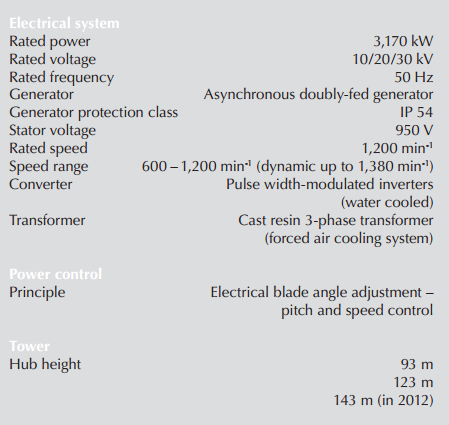 Electrical system
Rated power 3,170 kW
Rated voltage 10/20/30 kV
Rated frequency 50 Hz
Generator Asynchronous doubly-fed generator
Generator protection class IP 54
Stator voltage 950 V
Rated speed 1,200 min⁻¹
Speed range 600 – 1,200 min⁻¹ (dynamic up to 1,380 min⁻¹)
Converter Pulse width-modulated inverters
(water cooled)
Transformer Cast resin 3-phase transformer
(forced air cooling system)
Power control
Principle Electrical blade angle adjustment –
pitch and speed control
Tower
Hub height 93 m
123 m
143 m (in 2012)